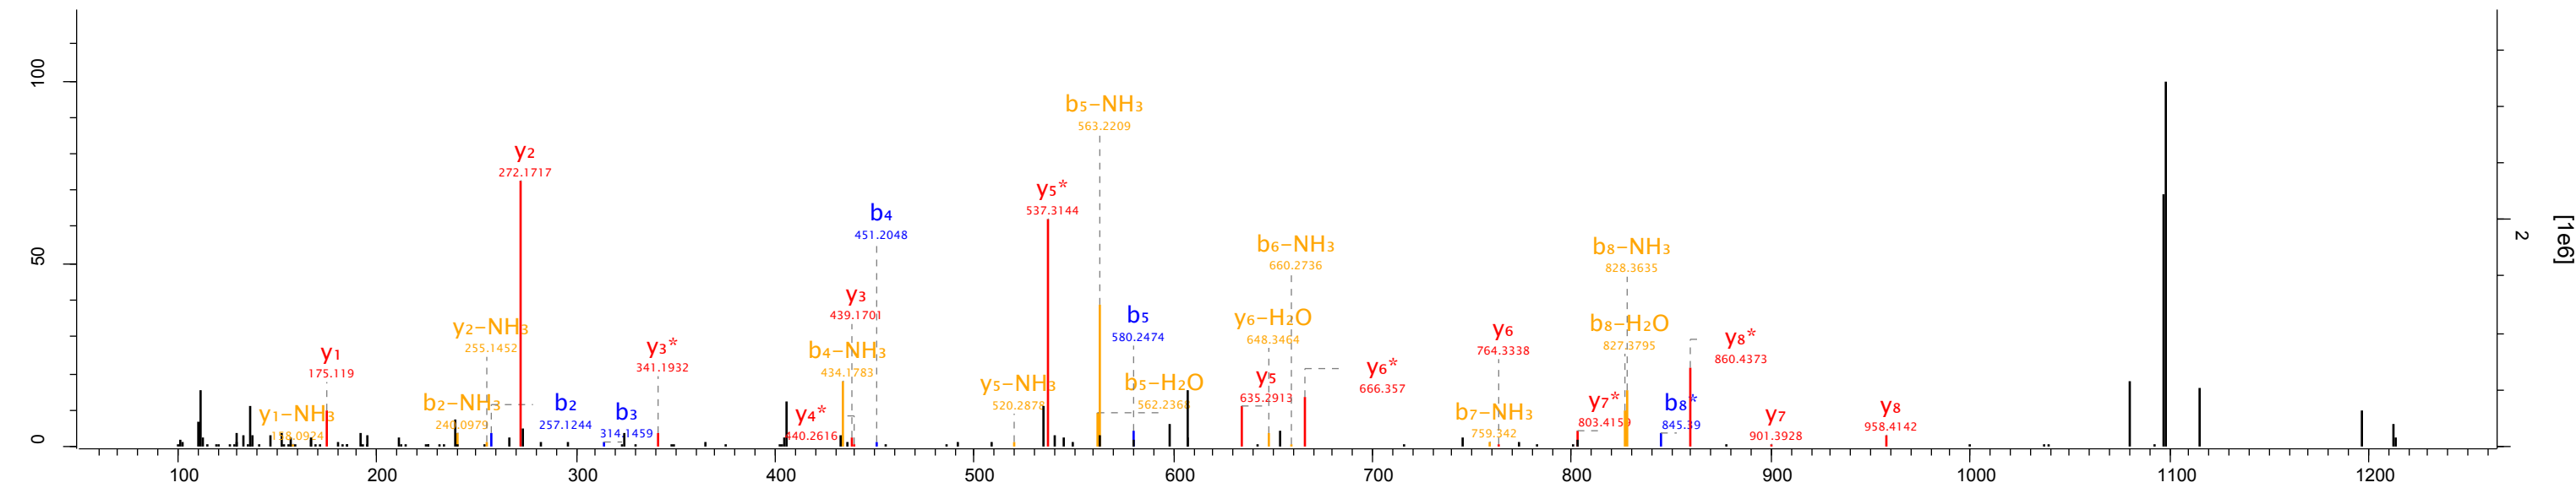 b₅-NH₃
563.2209
y₂
272.1717
y₅*
537.3144
b₄
451.2048
b₆-NH₃
660.2736
b₈-NH₃
828.3635
y₃
439.1701
b₅
580.2474
y₂-NH₃
255.1452
y₆-H₂O
648.3464
y₆
764.3338
b₈-H₂O
827.3795
y₁
175.119
y₃*
341.1932
b₄-NH₃
434.1783
y₈*
860.4373
y₅-NH₃
520.2878
b₅-H₂O
562.2368
y₅
635.2913
y₆*
666.357
y₁-NH₃
158.0924
b₂-NH₃
240.0979
b₂
257.1244
b₃
314.1459
y₄*
440.2616
b₇-NH₃
759.342
y₇*
803.4159
b₈*
845.39
y₇
901.3928
y₈
958.4142
100
50
0
2
[1e6]
100 200 300 400 500 600 700 800 900 1000 1100 1200